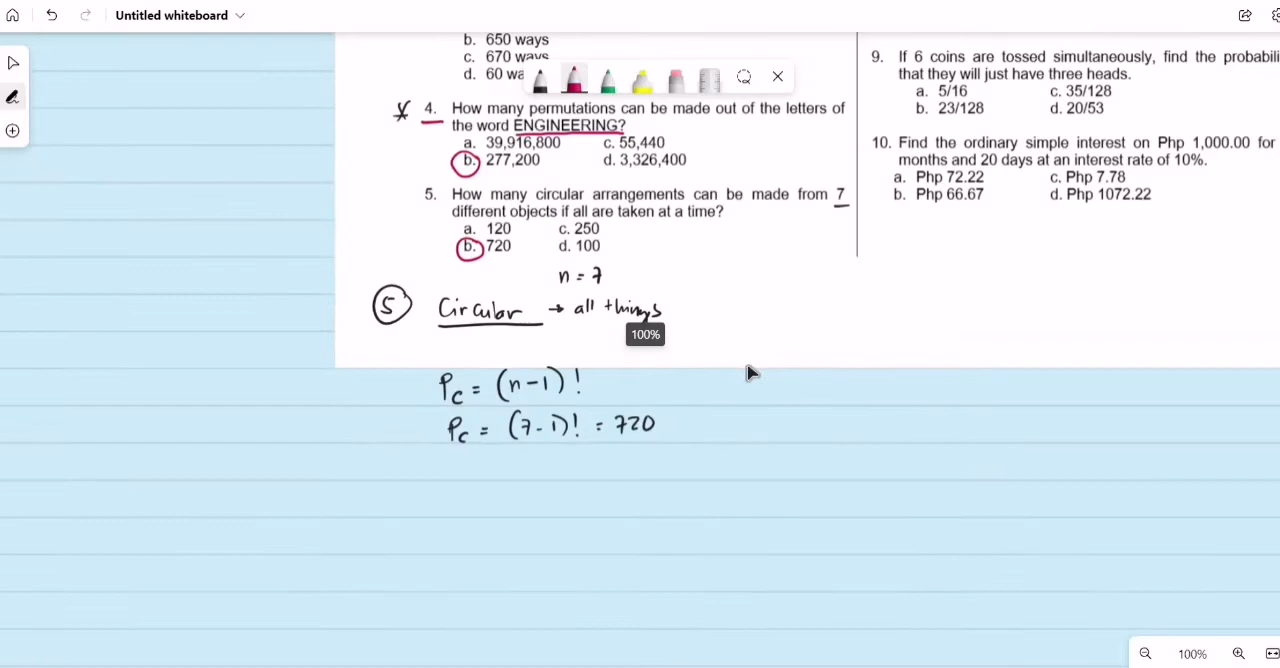 Untitled whiteboard
b. 650 ways
c. 670 ways
d. 60 wa
4. How many permutations can be made out of the letters of
the word ENGINEERING?
a. 39,916,800 c. 55,440
b. 277,200 d. 3,326,400
5. How many circular arrangements can be made from 7
different objects if all are taken at a time?
a. 120 c. 250
b. 720 d. 100
n = 7
5 Circular → all things
100%
Pc = (n-1)!
Pc = (7-1)! = 720
9. If 6 coins are tossed simultaneously, find the probabili
that they will just have three heads.
a. 5/16 c. 35/128
b. 23/128 d. 20/53
10. Find the ordinary simple interest on Php 1,000.00 for
months and 20 days at an interest rate of 10%.
a. Php 72.22 c. Php 7.78
b. Php 66.67 d. Php 1072.22
100%